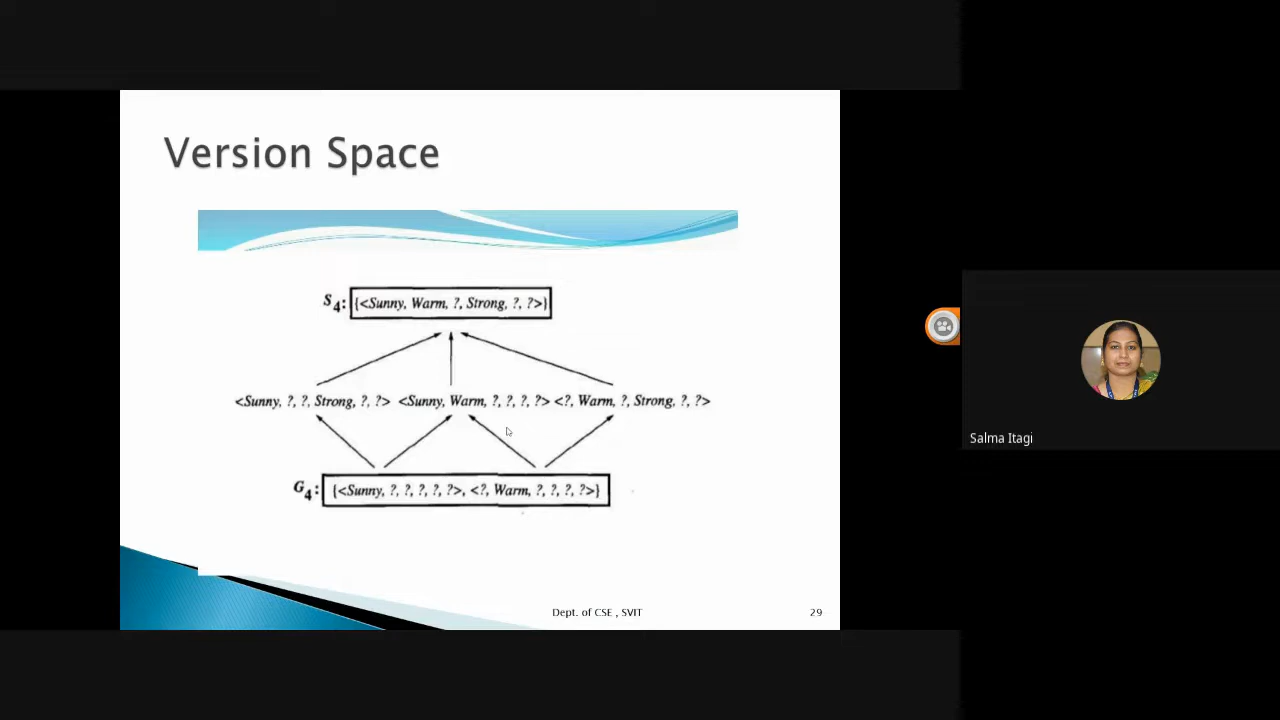 Version Space
S4: {<Sunny, Warm, ?, Strong, ?, ?>}
<Sunny, ?, ?, Strong, ?, ?> <Sunny, Warm, ?, ?, ?, ?> <?, Warm, ?, Strong, ?, ?>
G4: {<Sunny, ?, ?, ?, ?, ?>, <?, Warm, ?, ?, ?, ?>}
Dept. of CSE , SVIT 29
Salma Itagi